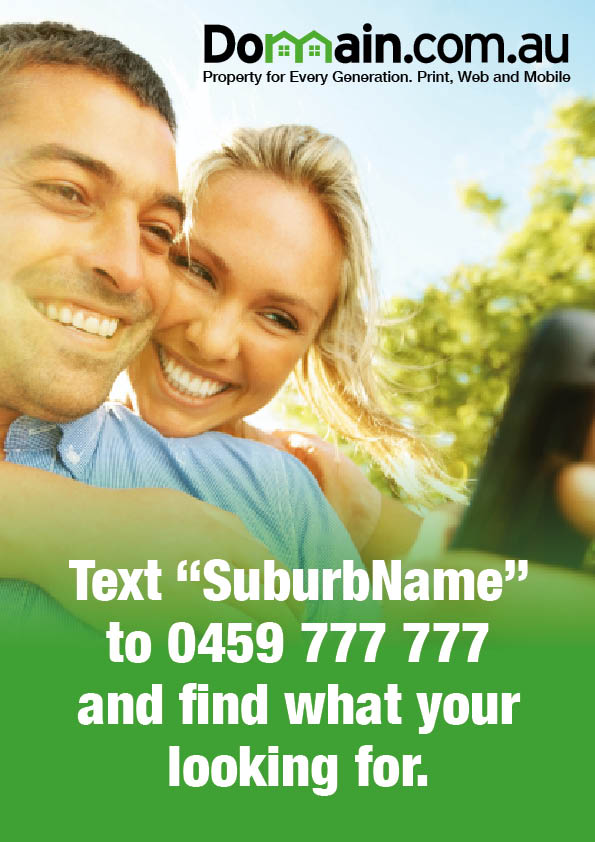 Domain.com.au
Property for Every Generation. Print, Web and Mobile
Text “SuburbName”
to 0459 777 777
and find what your
looking for.